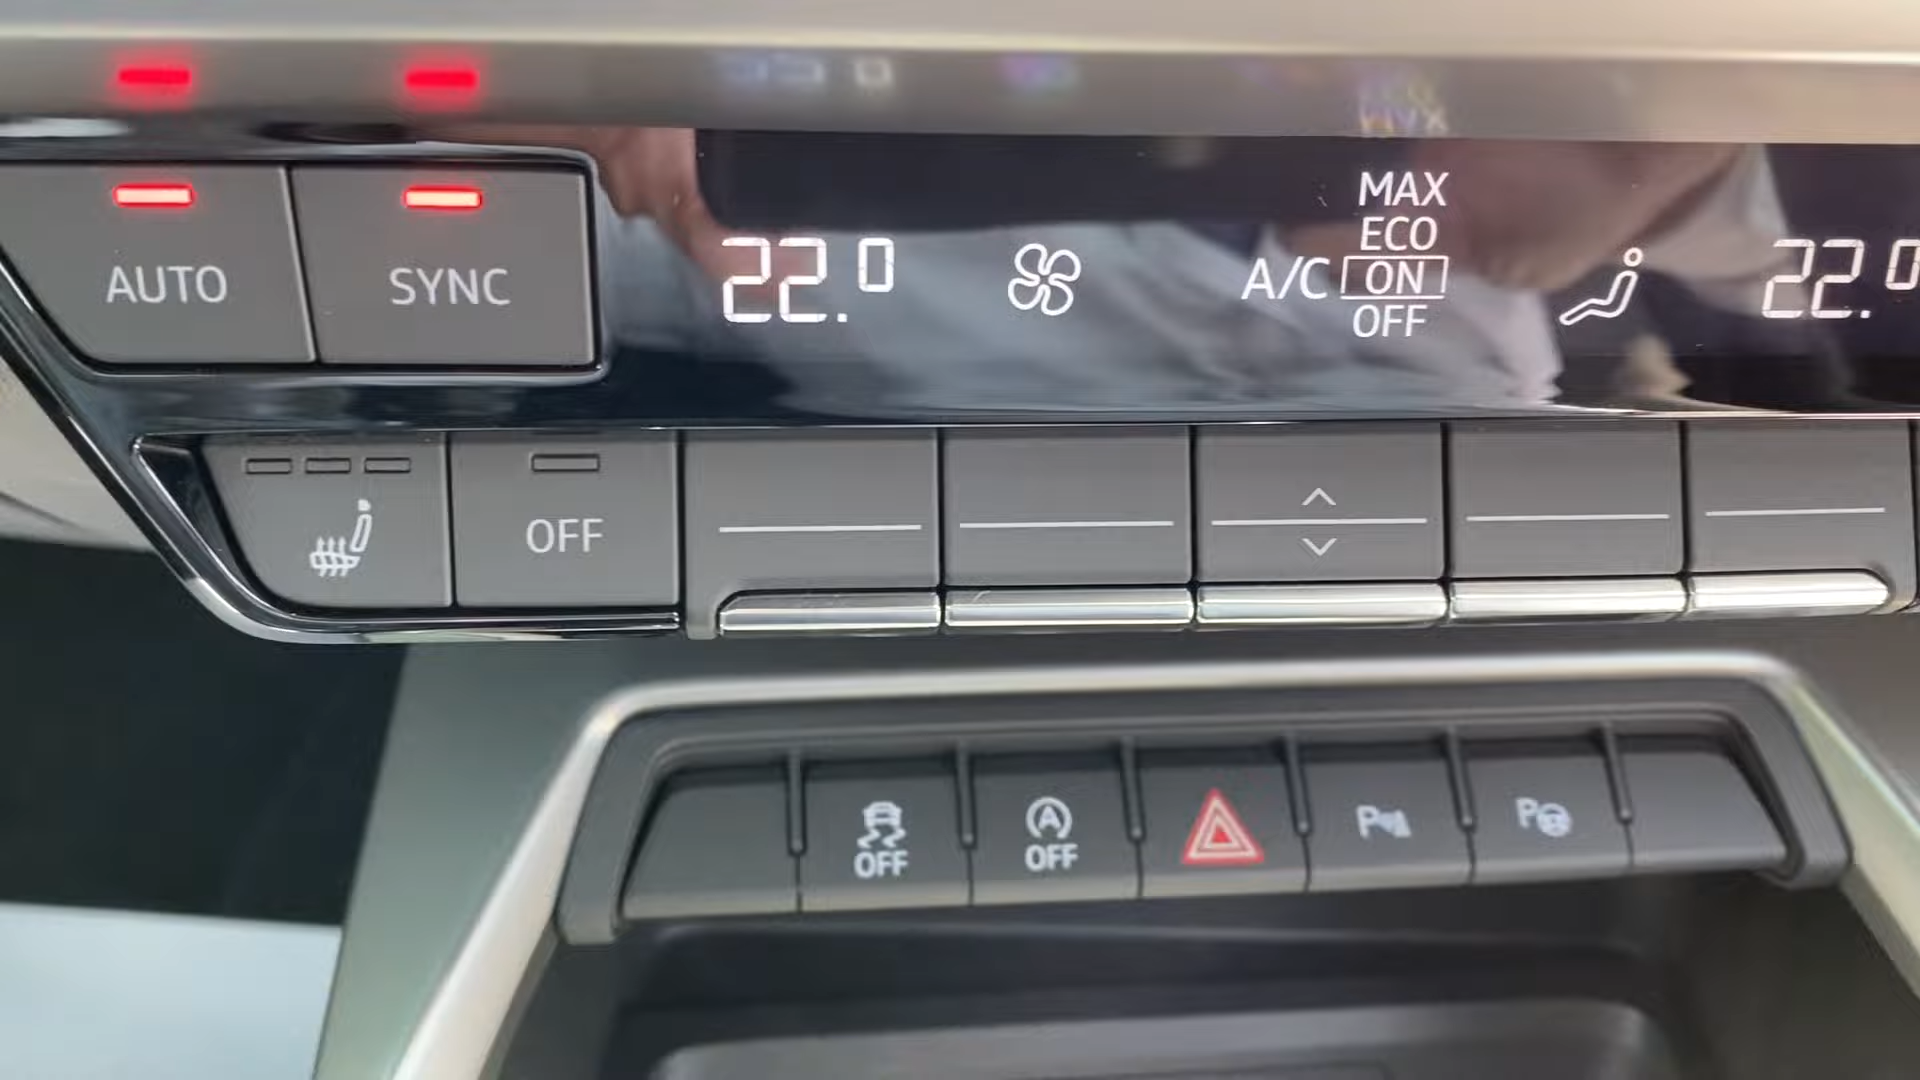 AUTO
SYNC
22.0
A/C
MAX
ECO
ON
OFF
22.0
OFF
OFF
A
OFF
P
P